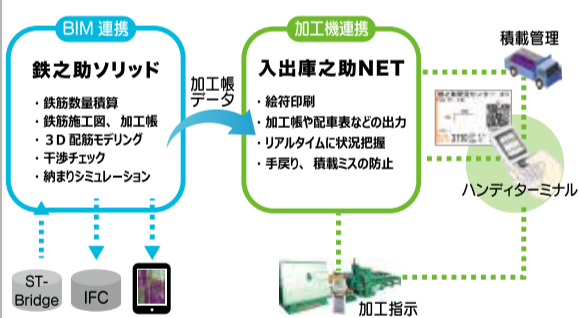 BIM 連携
鉄之助ソリッド
・鉄筋数量積算
・鉄筋施工図、加工帳
・３Ｄ配筋モデリング
・干渉チェック
・納まりシミュレーション
加工帳
データ
加工機連携
入出庫之助NET
・絵符印刷
・加工帳や配車表などの出力
・リアルタイムに状況把握
・手戻り、積載ミスの防止
積載管理
ハンディターミナル
ST-
Bridge
IFC
加工指示